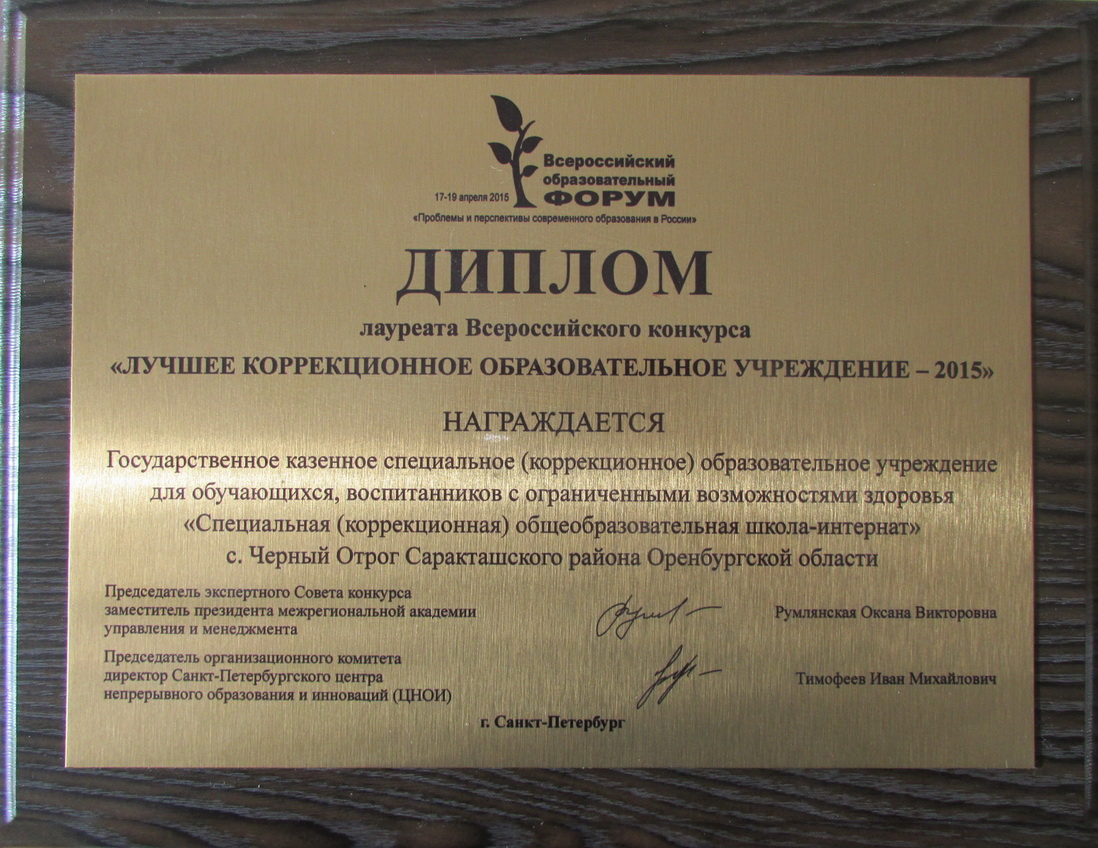 Всероссийский
образовательный
17-19 апреля 2015 ФОРУМ
«Проблемы и перспективы современного образования в России»
ДИПЛОМ
лауреата Всероссийского конкурса
«ЛУЧШЕЕ КОРРЕКЦИОННОЕ ОБРАЗОВАТЕЛЬНОЕ УЧРЕЖДЕНИЕ – 2015»
НАГРАЖДАЕТСЯ
Государственное казенное специальное (коррекционное) образовательное учреждение
для обучающихся, воспитанников с ограниченными возможностями здоровья
«Специальная (коррекционная) общеобразовательная школа-интернат»
с. Черный Отрог Саракташского района Оренбургской области
Председатель экспертного Совета конкурса
заместитель президента межрегиональной академии
управления и менеджмента
Румлянская Оксана Викторовна
Председатель организационного комитета
директор Санкт-Петербургского центра
непрерывного образования и инноваций (ЦНОИ)
Тимофеев Иван Михайлович
г. Санкт-Петербург